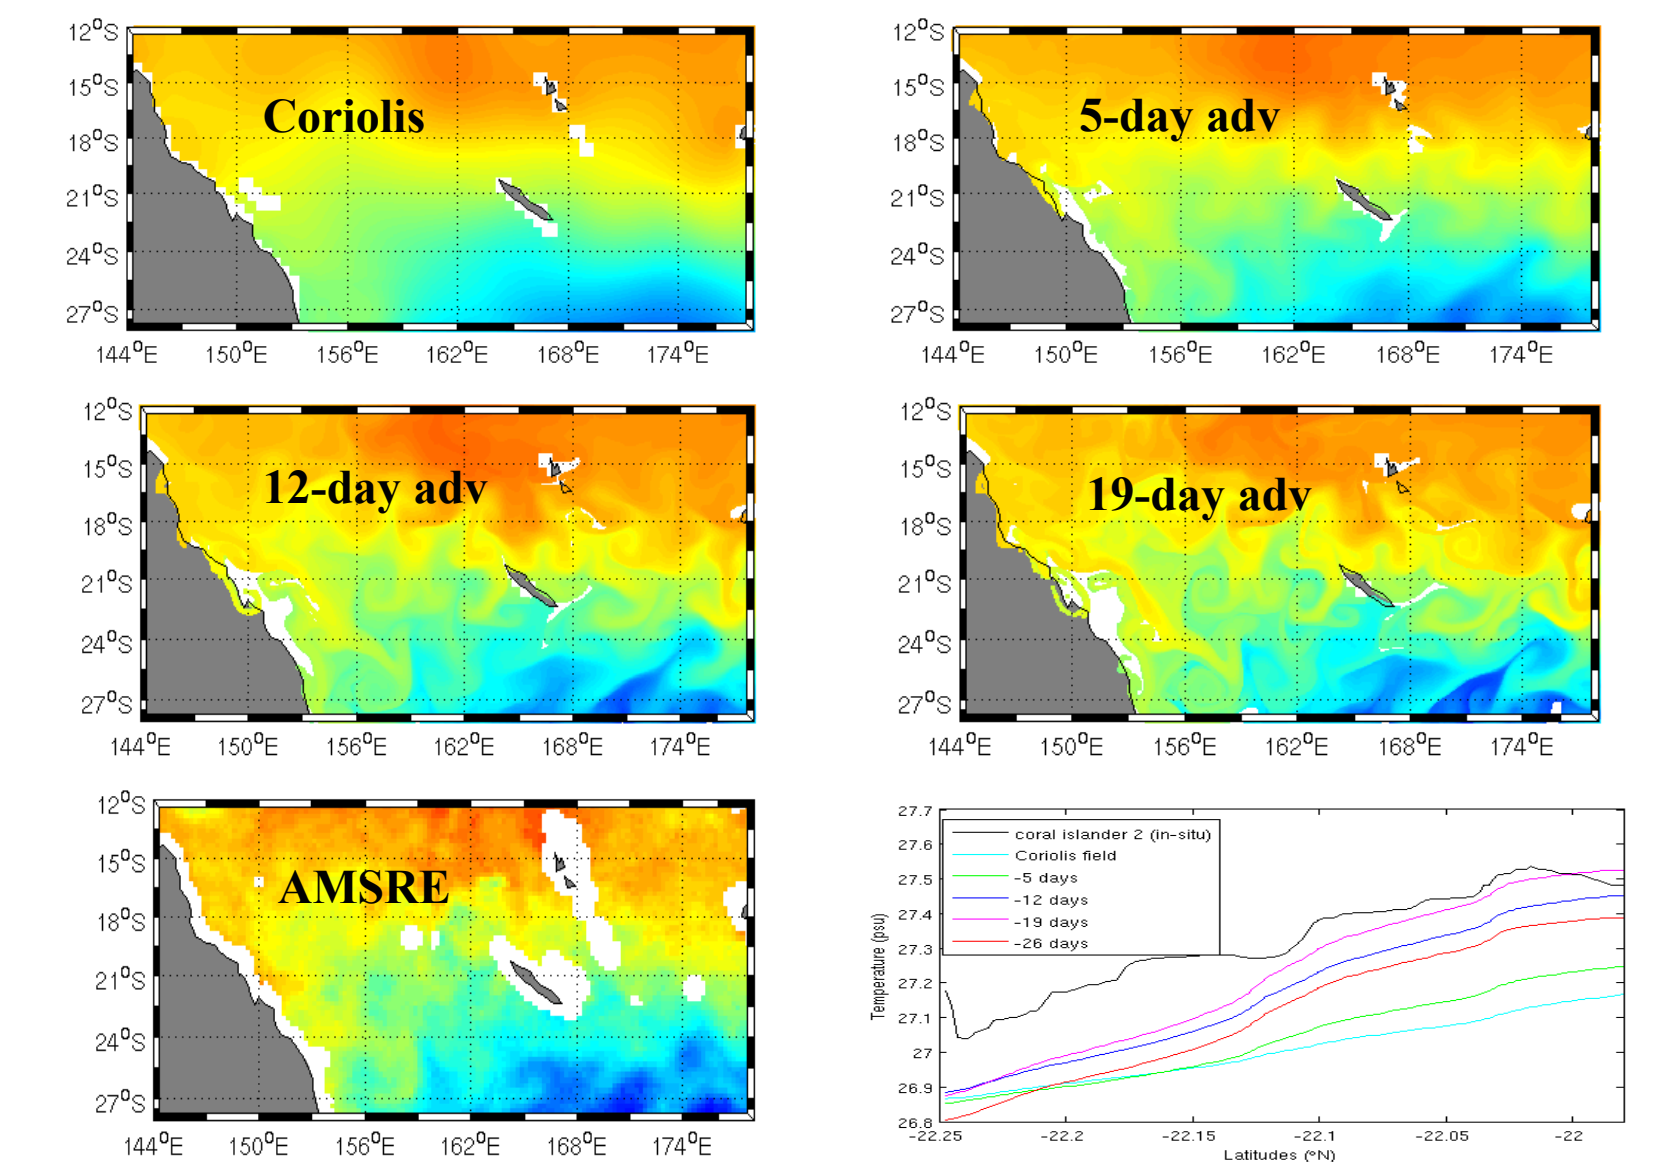 12°S
15°S
18°S
21°S
24°S
27°S
144°E 150°E 156°E 162°E 168°E 174°E
Coriolis
12°S
15°S
18°S
21°S
24°S
27°S
144°E 150°E 156°E 162°E 168°E 174°E
5-day adv
12°S
15°S
18°S
21°S
24°S
27°S
144°E 150°E 156°E 162°E 168°E 174°E
12-day adv
12°S
15°S
18°S
21°S
24°S
27°S
144°E 150°E 156°E 162°E 168°E 174°E
19-day adv
12°S
15°S
18°S
21°S
24°S
27°S
144°E 150°E 156°E 162°E 168°E 174°E
AMSRE
27.7
27.6
27.5
27.4
27.3
27.2
27.1
27
26.9
26.8
Temperature (psu)
coral islander 2 (in-situ)
Coriolis field
-5 days
-12 days
-19 days
-26 days
-22.25 -22.2 -22.15 -22.1 -22.05 -22
Latitudes (°N)